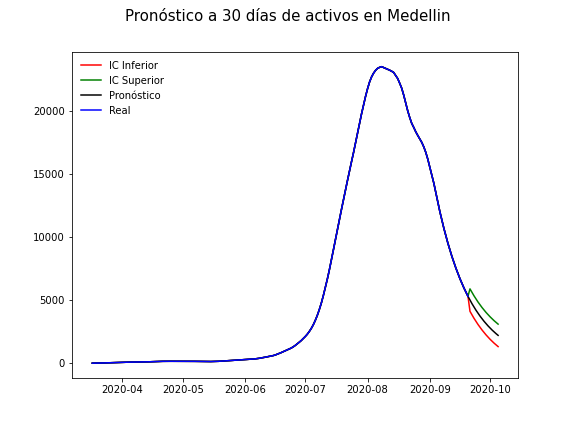 Pronóstico a 30 días de activos en Medellin
IC Inferior
IC Superior
Pronóstico
Real
20000
15000
10000
5000
0
2020-04 2020-05 2020-06 2020-07 2020-08 2020-09 2020-10